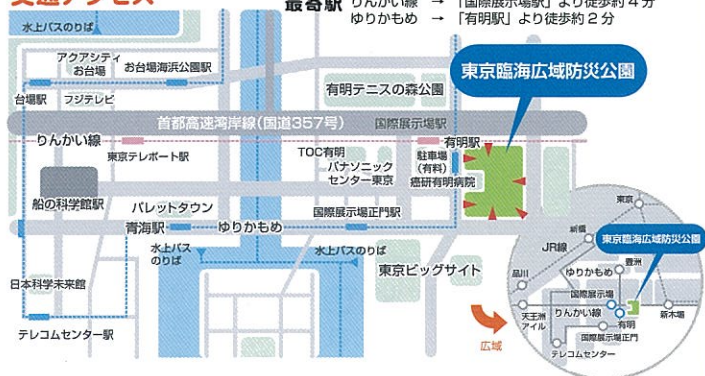 交通アクセス
最寄駅 りんかい線 → 「国際展示場駅」より徒歩約4分
ゆりかもめ → 「有明駅」より徒歩約2分
水上バスのりば
アクアシティ
お台場
お台場海浜公園駅
台場駅
フジテレビ
有明テニスの森公園
東京臨海広域防災公園
首都高速湾岸線(国道357号)
国際展示場駅
りんかい線
東京テレポート駅
TOC有明
有明駅
パナソニック
センター東京
駐車場
(有料)
癌研有明病院
船の科学館駅
パレットタウン
青海駅
ゆりかもめ
国際展示場正門駅
水上バス
のりば
水上バスのりば
東京ビッグサイト
日本科学未来館
テレコムセンター駅
広域
東京
新橋
JR線
東京臨海広域防災公園
品川
ゆりかもめ
豊洲
国際展示場
天王洲
アイル
りんかい線
有明
新木場
国際展示場正門
テレコムセンター